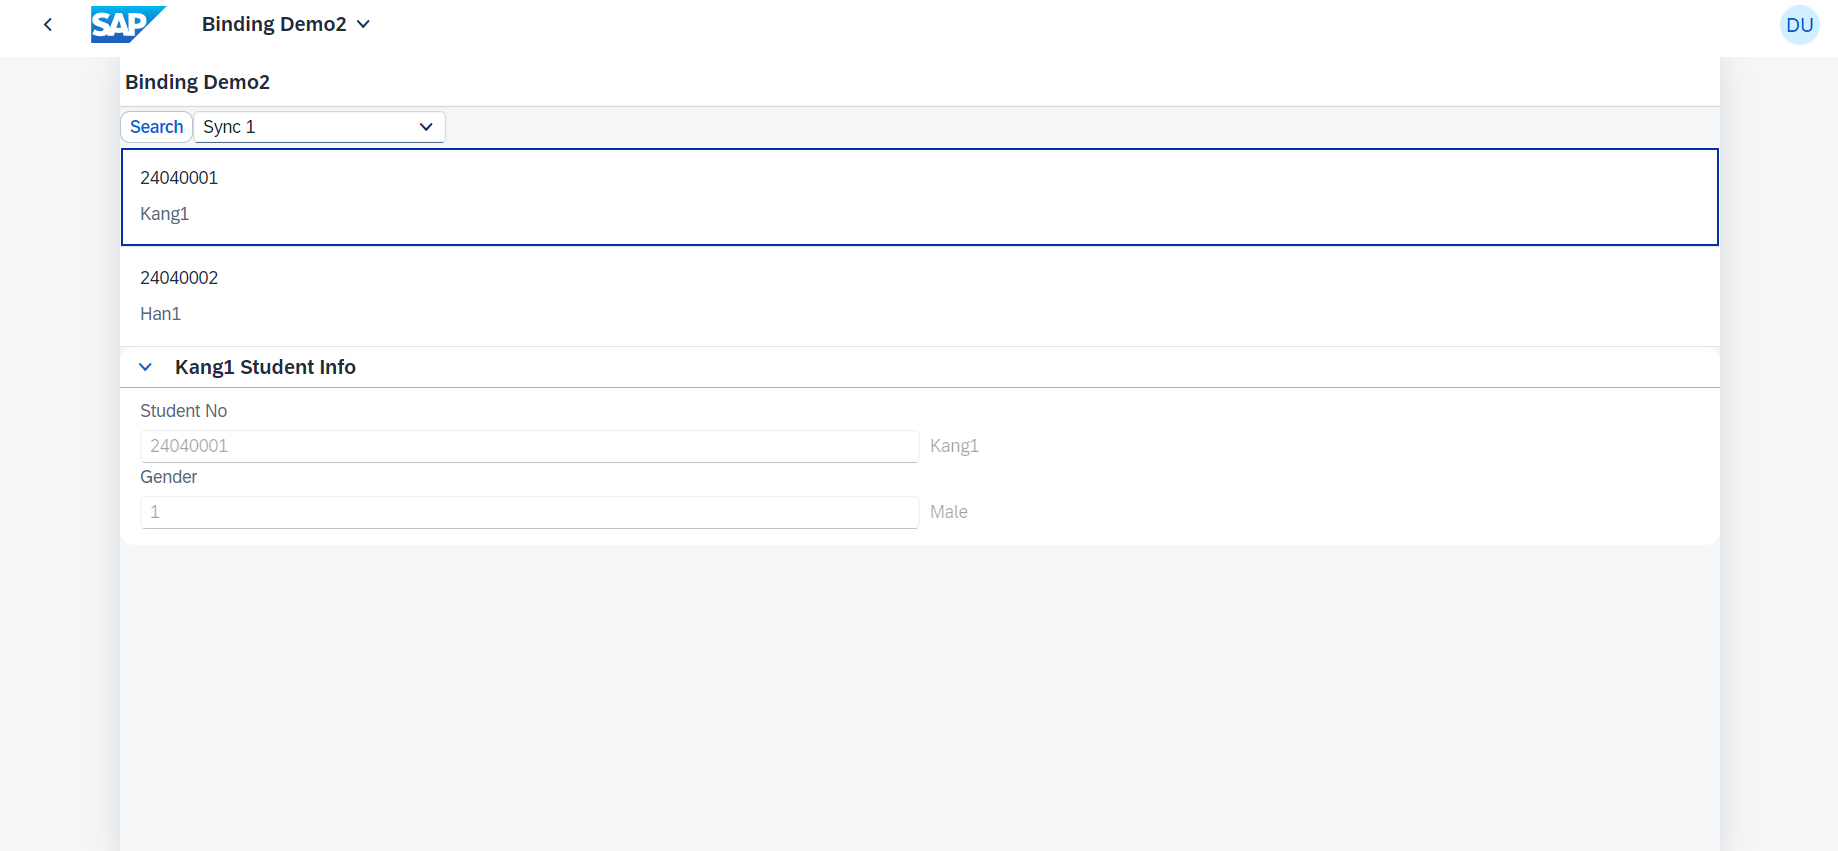 SAP Binding Demo2 DU
Binding Demo2
Search Sync 1
24040001
Kang1
24040002
Han1
Kang1 Student Info
Student No
24040001 Kang1
Gender
1 Male